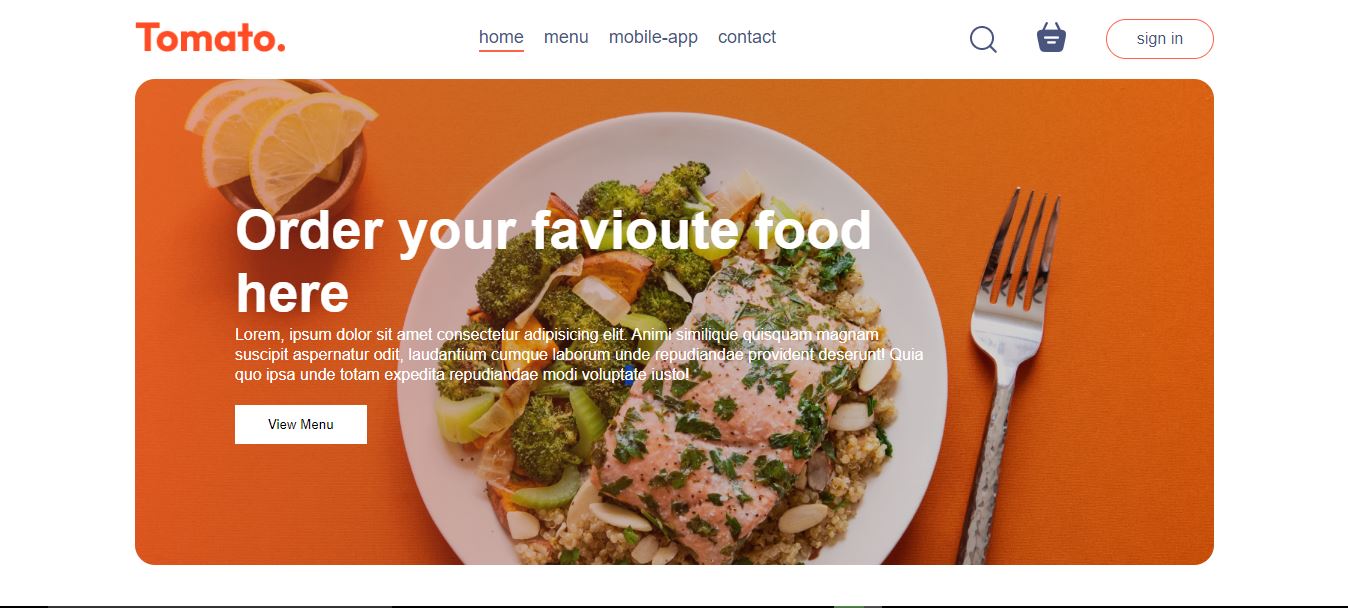 Tomato.
home menu mobile-app contact
sign in
Order your favioute food
here
Lorem, ipsum dolor sit amet consectetur adipisicing elit. Animi similique quisquam magnam
suscipit aspernatur odit, laudantium cumque laborum unde repudiandae provident deserunt! Quia
quo ipsa unde totam expedita repudiandae modi voluptate iusto!
View Menu